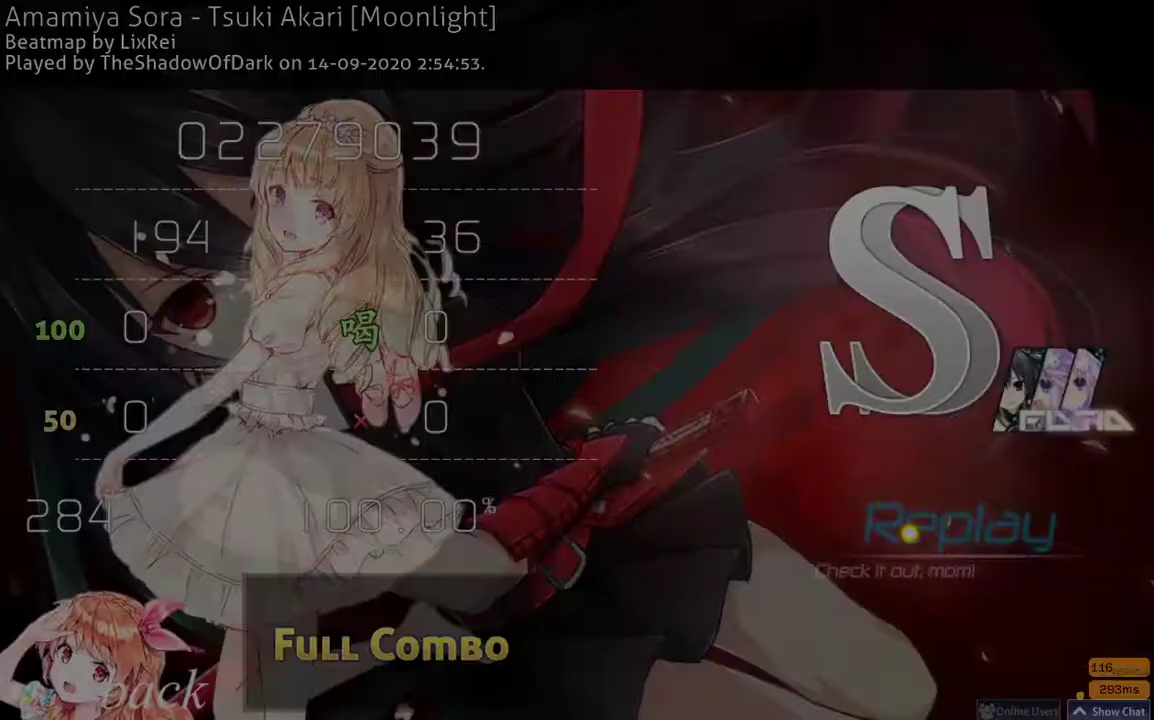 Amamiya Sora - Tsuki Akari [Moonlight]
Beatmap by LixRei
Played by TheShadowOfDark on 14-09-2020 2:54:53.
02279039
194 36
100 0 喝 0
50 0 0
284 100.00%
S
Replay
Check it out, mom!
Full Combo
back
116
293ms
Online Users
Show Chat